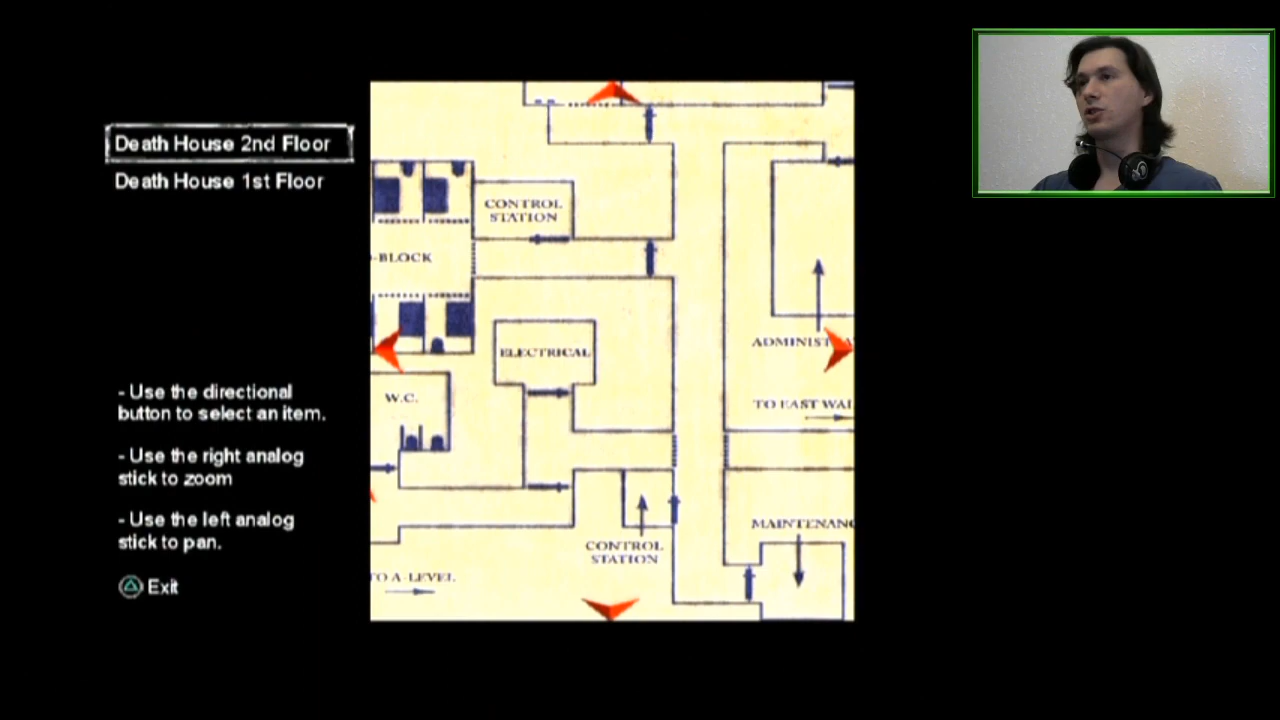 Death House 2nd Floor
Death House 1st Floor
- Use the directional
button to select an item.
- Use the right analog
stick to zoom
- Use the left analog
stick to pan.
Exit
CONTROL
STATION
-BLOCK
ELECTRICAL
W.C.
ADMINIST
TO EAST WAI
MAINTENANC
CONTROL
STATION
TO A-LEVEL